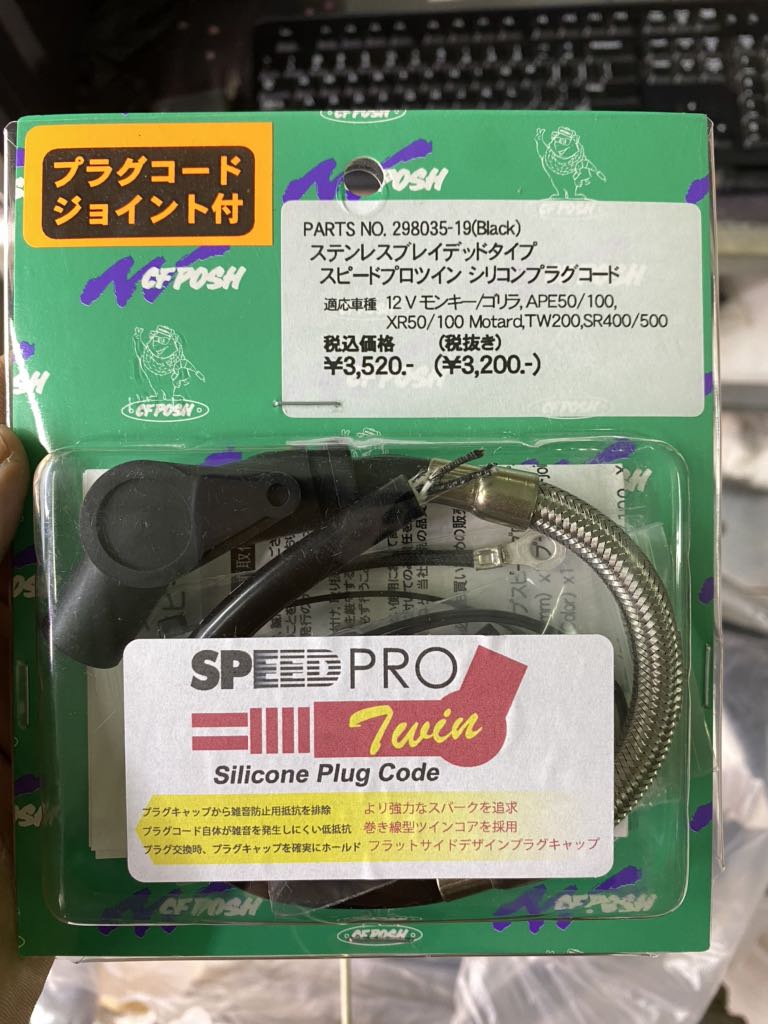 プラグコード
ジョイント付
CF POSH
POSH
PARTS NO. 298035-19(Black)
ステンレスブレイデッドタイプ
スピードプロツイン シリコンプラグコード
適応車種 12V モンキー/ゴリラ, APE50/100,
XR50/100 Motard,TW200,SR400/500
税込価格 (税抜き)
¥3,520.- (¥3,200.-)
CF POSH
SPEED PRO
Twin
Silicone Plug Code
プラグキャップから雑音防止用抵抗を排除 より強力なスパークを追求
プラグコード自体が雑音を発生しにくい低抵抗 巻き線型ツインコアを採用
プラグ交換時、プラグキャップを確実にホールド フラットサイドデザインプラグキャップ
CF POSH
CF POSH
CF POSH